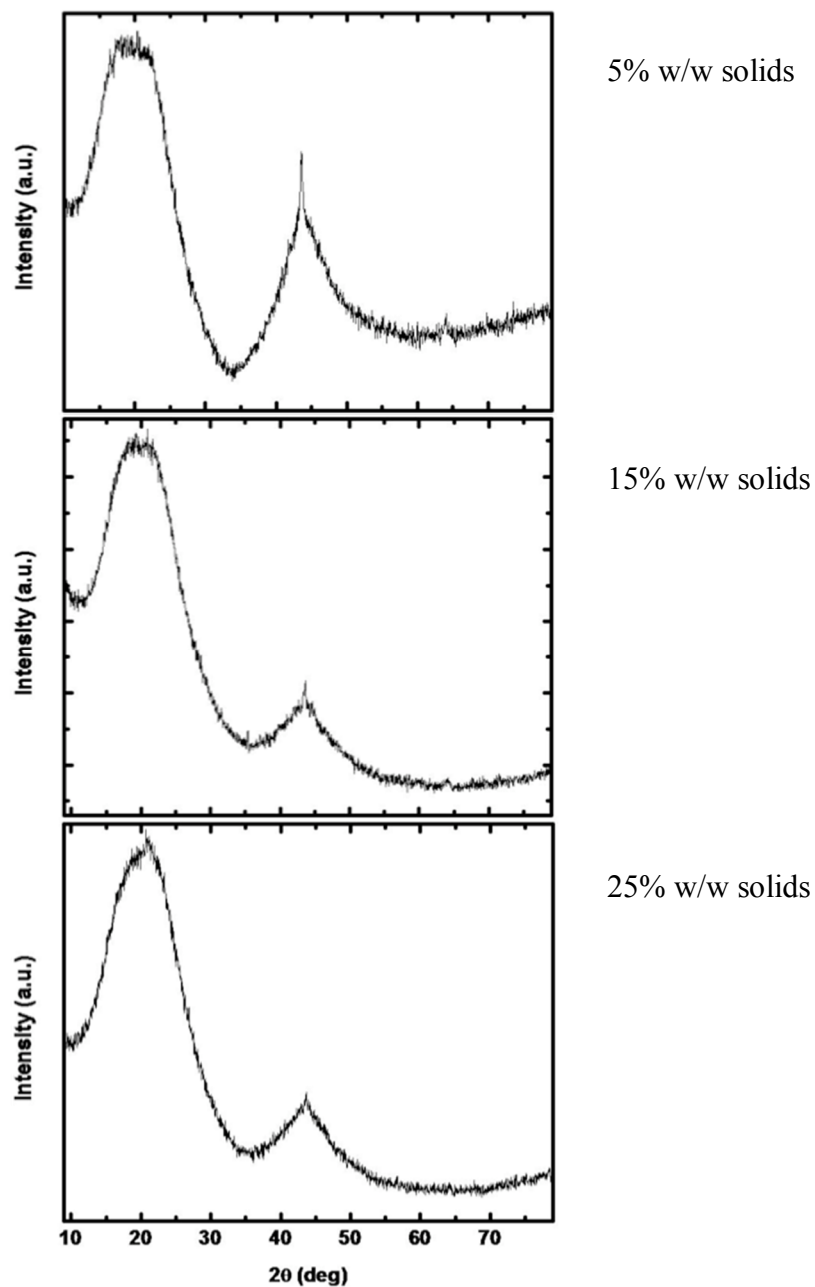 5% w/w solids
Intensity (a.u.)
15% w/w solids
Intensity (a.u.)
25% w/w solids
Intensity (a.u.)
10 20 30 40 50 60 70
2θ (deg)